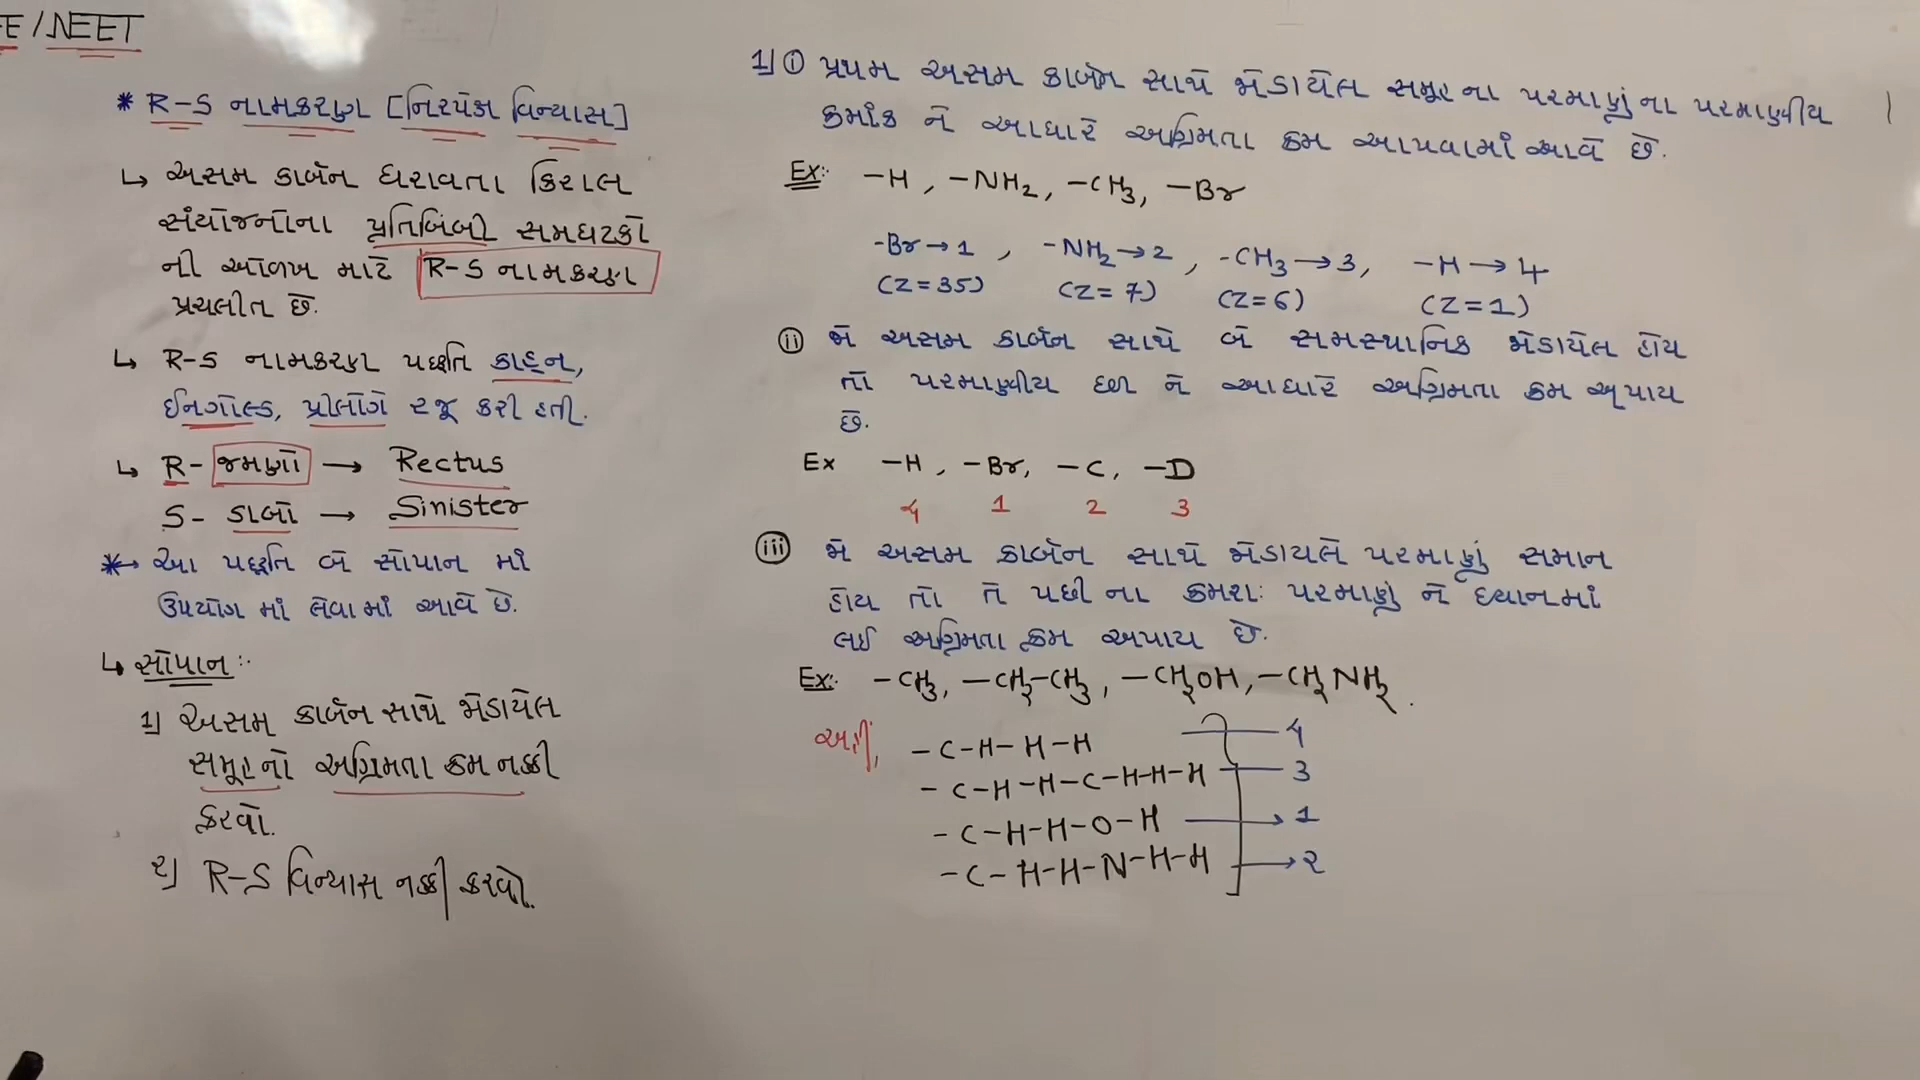 E / NEET
* R-S નામકરણ [નિરપેક્ષ વિન્યાસ]
↳ અસમ કાર્બન ધરાવતા કિરાલ
સંયોજનોના પ્રતિબિંબી સમઘટકો
ની ઓળખ માટે R-S નામકરણ
પ્રચલીત છે.
↳ R-S નામકરણ પદ્ધતિ કાહન,
ઈનગોલ્ડ, પ્રીલોગે રજૂ કરી હતી.
↳ R- જમણો → Rectus
S- ડાબો → Sinister
*→ આ પદ્ધતિ બે સોપાન માં
ઉપયોગ માં લેવામાં આવે છે.
↳ સોપાન:-
1) અસમ કાર્બન સાથે જોડાયેલ
સમૂહનો અગ્રિમતા ક્રમ નક્કી
કરવો.
૨) R-S વિન્યાસ નક્કી કરવો.
1) (i) પ્રથમ અસમ કાર્બન સાથે જોડાયેલ સમૂહના પરમાણુંના પરમાણ્વીય
ક્રમાંક ને આધારે અગ્રિમતા ક્રમ આપવામાં આવે છે.
Ex:- -H, -NH₂, -CH₃, -Br
-Br→1, -NH₂→2, -CH₃→3, -H→4
(Z=35) (Z=7) (Z=6) (Z=1)
(ii) જો અસમ કાર્બન સાથે બે સમસ્થાનિક જોડાયેલ હોય
તો પરમાણ્વીય દળ ને આધારે અગ્રિમતા ક્રમ અપાય
છે.
Ex -H, -Br, -C, -D
4 1 2 3
(iii) જો અસમ કાર્બન સાથે જોડાયલે પરમાણું સમાન
હોય તો તે પછી ના ક્રમશઃ પરમાણું ને ધ્યાનમાં
લઈ અગ્રિમતા ક્રમ અપાય છે.
Ex:- -CH₃, -CH₂-CH₃, -CH₂OH, -CH₂NH₂.
અહીં, -C-H-H-H — 4
-C-H-H-C-H-H-H — 3
-C-H-H-O-H → 1
-C-H-H-N-H-H → 2